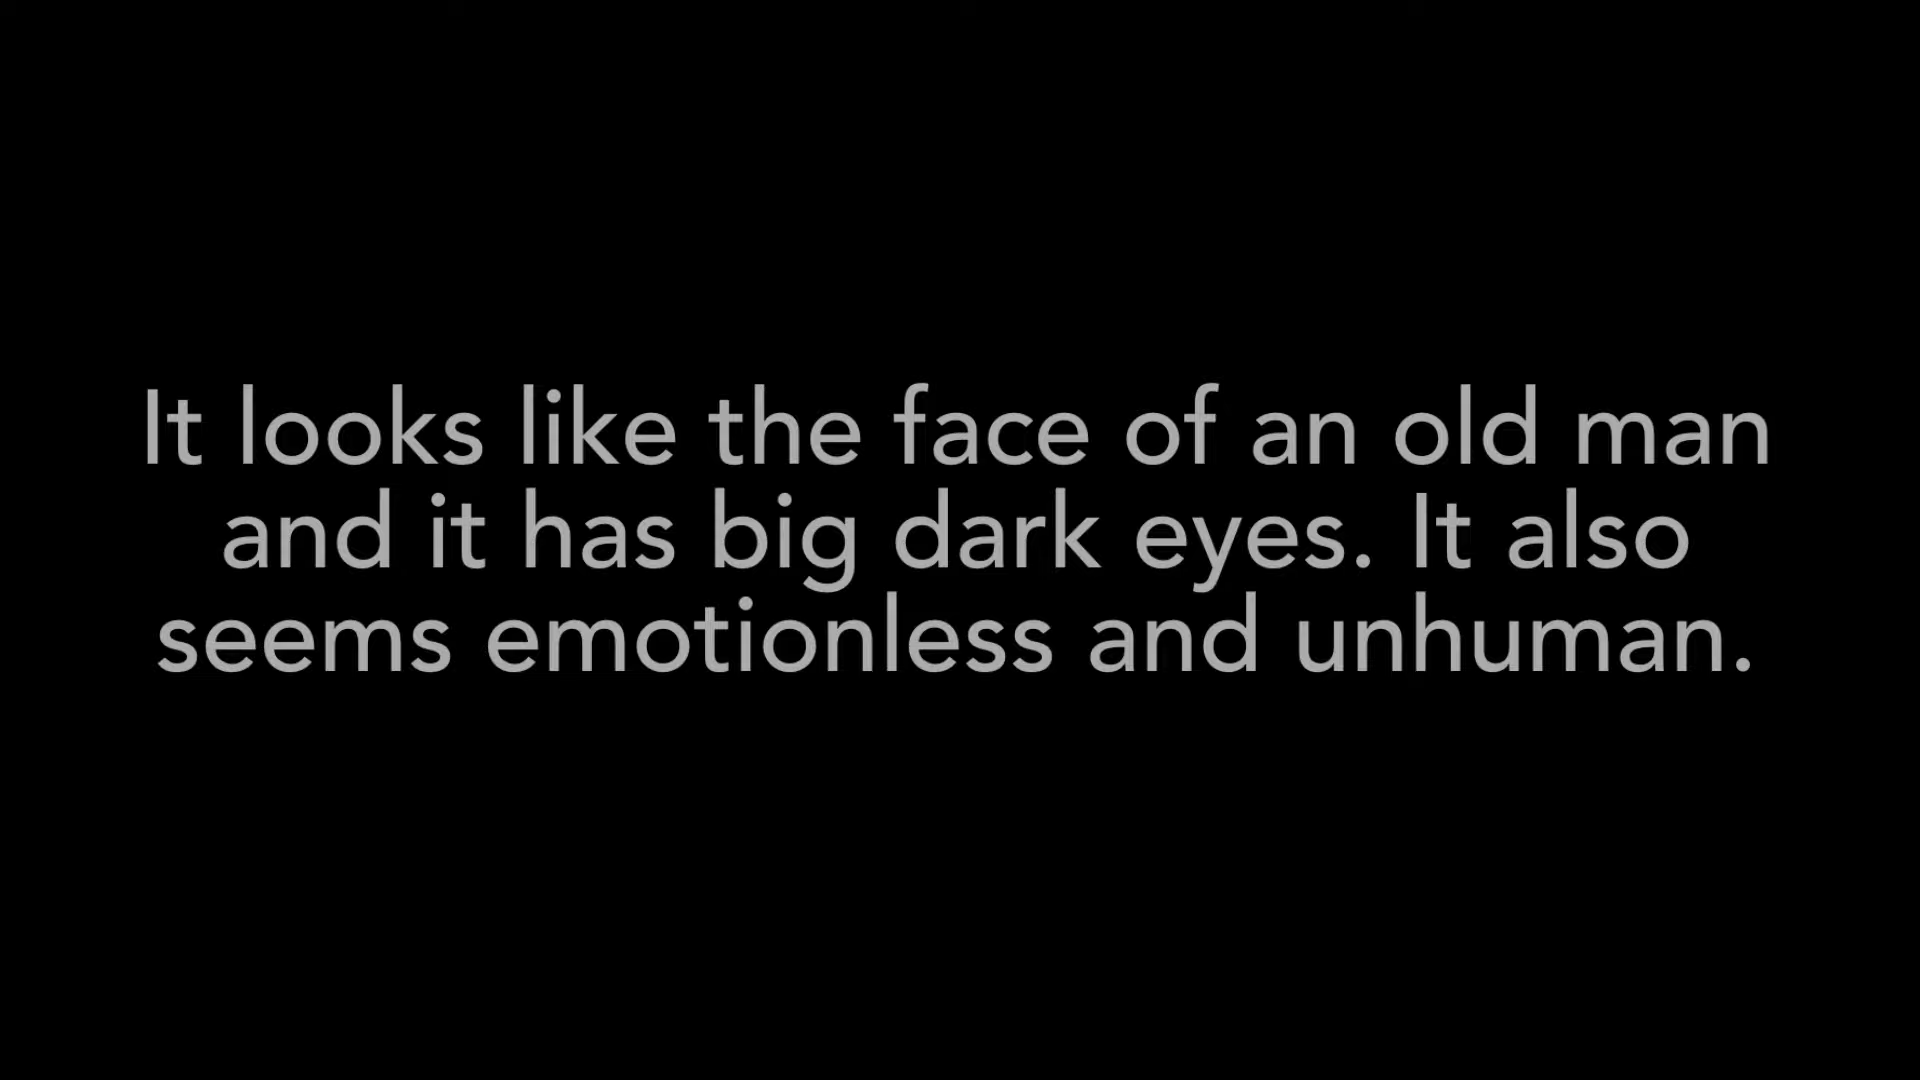 It looks like the face of an old man
and it has big dark eyes. It also
seems emotionless and unhuman.